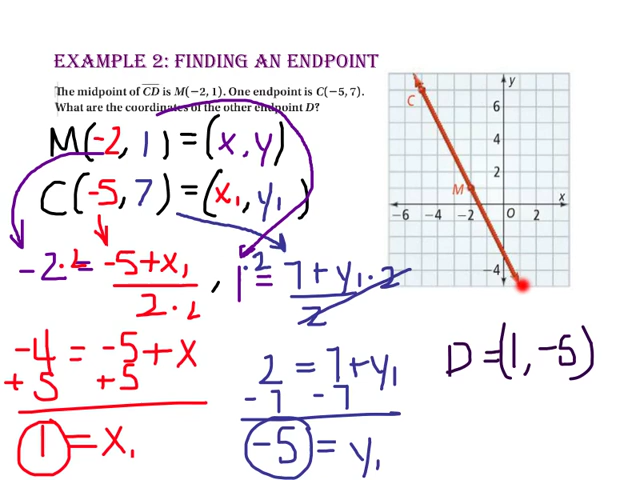 EXAMPLE 2: FINDING AN ENDPOINT
The midpoint of CD is M(−2, 1). One endpoint is C(−5, 7).
What are the coordinates of the other endpoint D?
M(-2, 1) = (x, y)
C(-5, 7) = (x₁, y₁)
-2·2 = -5+x₁ / 2·2 , 1·2 = 7+y₁·2 / 2
-4 = -5+x
+5 +5
1 = x₁
2 = 7+y₁
-7 -7
-5 = y₁
D = (1, -5)
y
C
6
4
2
M
x
−6 −4 −2 O 2
−4